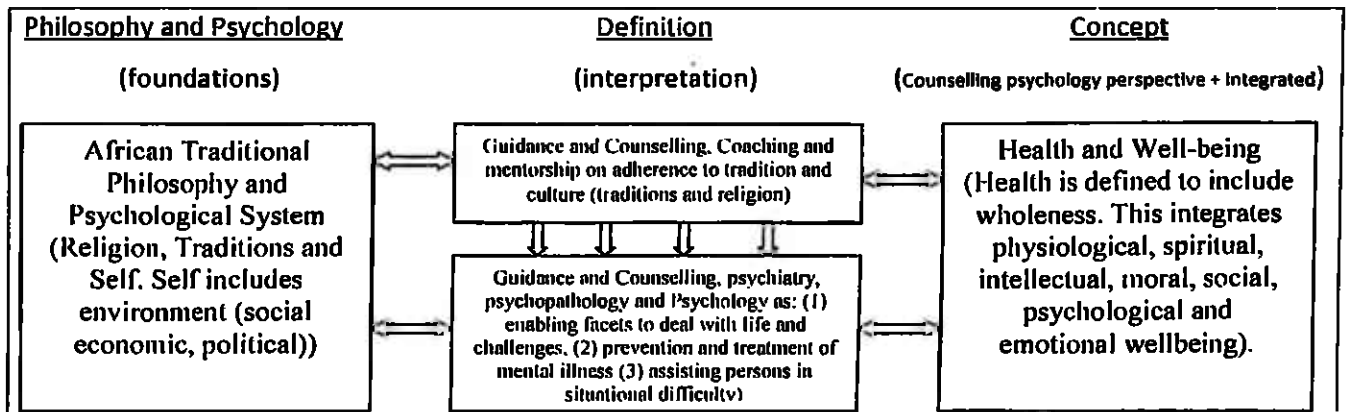 Philosophy and Psychology
(foundations)
Definition
(interpretation)
Concept
(Counselling psychology perspective + integrated)
African Traditional
Philosophy and
Psychological System
(Religion, Traditions and
Self. Self includes
environment (social
economic, political))
Guidance and Counselling, Coaching and
mentorship on adherence to tradition and
culture (traditions and religion)
Guidance and Counselling, psychiatry,
psychopathology and Psychology as: (1)
enabling facets to deal with life and
challenges, (2) prevention and treatment of
mental illness (3) assisting persons in
situational difficulty)
Health and Well-being
(Health is defined to include
wholeness. This integrates
physiological, spiritual,
intellectual, moral, social,
psychological and
emotional wellbeing).